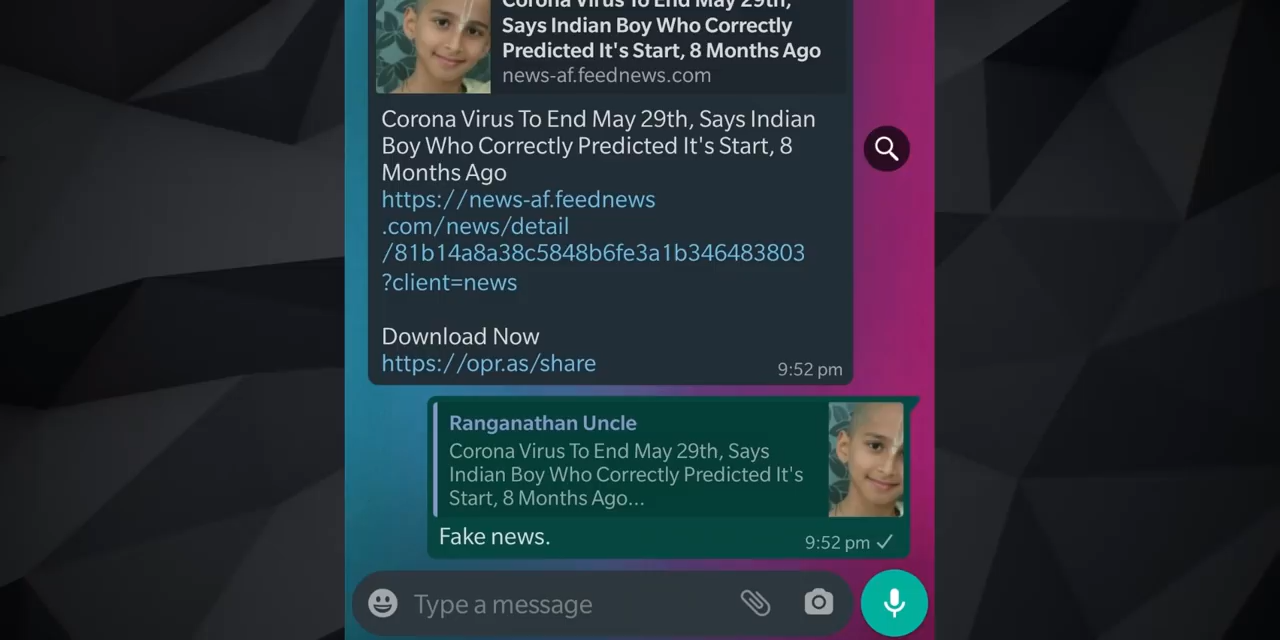 Corona Virus To End May 29th,
Says Indian Boy Who Correctly
Predicted It's Start, 8 Months Ago
news-af.feednews.com
Corona Virus To End May 29th, Says Indian
Boy Who Correctly Predicted It's Start, 8
Months Ago
https://news-af.feednews
.com/news/detail
/81b14a8a38c5848b6fe3a1b346483803
?client=news
Download Now
https://opr.as/share
9:52 pm
Ranganathan Uncle
Corona Virus To End May 29th, Says
Indian Boy Who Correctly Predicted It's
Start, 8 Months Ago...
Fake news.
9:52 pm
Type a message